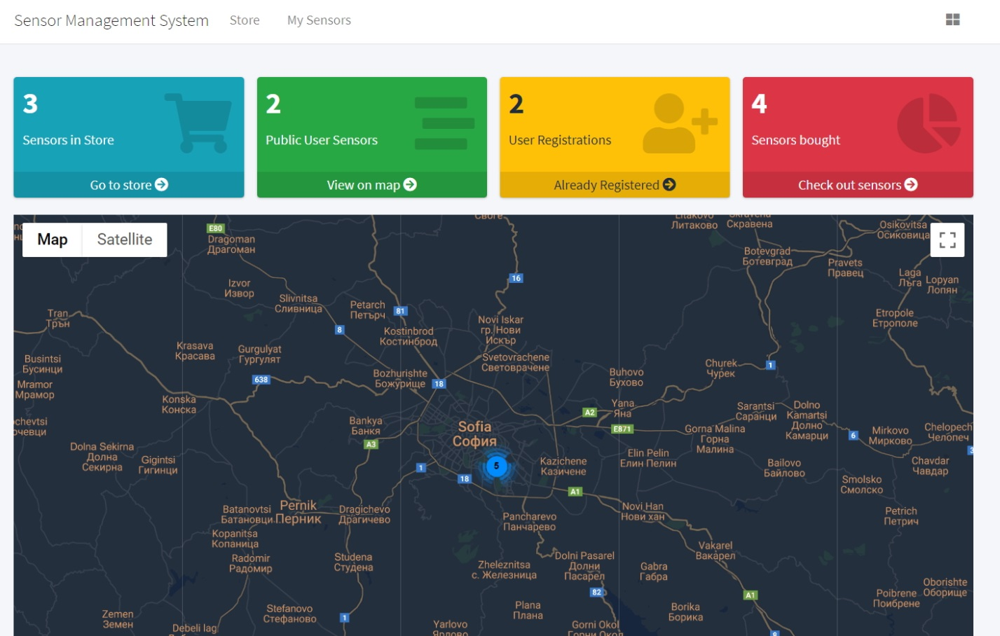 Sensor Management System
Store
My Sensors
3
Sensors in Store
Go to store
2
Public User Sensors
View on map
2
User Registrations
Already Registered
4
Sensors bought
Check out sensors
Map
Satellite
E80
Dragoman
Драгоман
Своге
Litakovo
Литаково
Skravena
Скравена
Osikovitsa
Осиковица
Botevgrad
Ботевград
Pravets
Правец
Laga
Лъга
Lopyan
Лопян
16
Izvor
Извор
Slivnitsa
Сливница
Petarch
Петърч
81
Tran
Трън
8
Kostinbrod
Костинброд
Novi Iskar
гр. Нови
Искър
Etropole
Етрополе
Krasava
Красава
Gurgulyat
Гургулят
Svetovrachene
Световрачене
Busintsi
Бусинци
638
Bozhurishte
Божурище
18
Buhovo
Бухово
Churek
Чурек
1
Mramor
Мрамор
Konska
Конска
Yana
Яна
A2
E871
Sarantsi
Саранци
Dolno
Kamartsi
Долно
Камарци
Bankya
Банкя
A3
Sofia
София
Gorna Malina
Горна
Малина
6
Mirkovo
Мирково
Chelopech
Челопеч
Dolna Sekirna
Долна
Секирна
Gigintsi
Гигинци
1
18
5
Kazichene
Казичене
Elin Pelin
Елин Пелин
Bailovo
Байлово
Chavdar
Чавдар
Smolsko
Смолско
A1
Batanovtsi
Батановци
Pernik
Перник
Dragichevo
Драгичево
Pancharevo
Панчарево
Novi Han
Нови хан
Petrich
Петрич
Kopanitsa
Копаница
Radomir
Радомир
Studena
Студена
Zheleznitsa
с. Железница
Dolni Pasarel
Долни
Пасарел
Vakarel
Вакарел
Gabra
Габра
82
A1
Oborishte
Оборище
Poibrene
Поибрене
Zemen
Земен
Stefanovo
Стефаново
1
Plana
Плана
Borika
Борика
Debeli lag
Yarlovo
Ярлово
Gorni Okol
Горни Окол
8